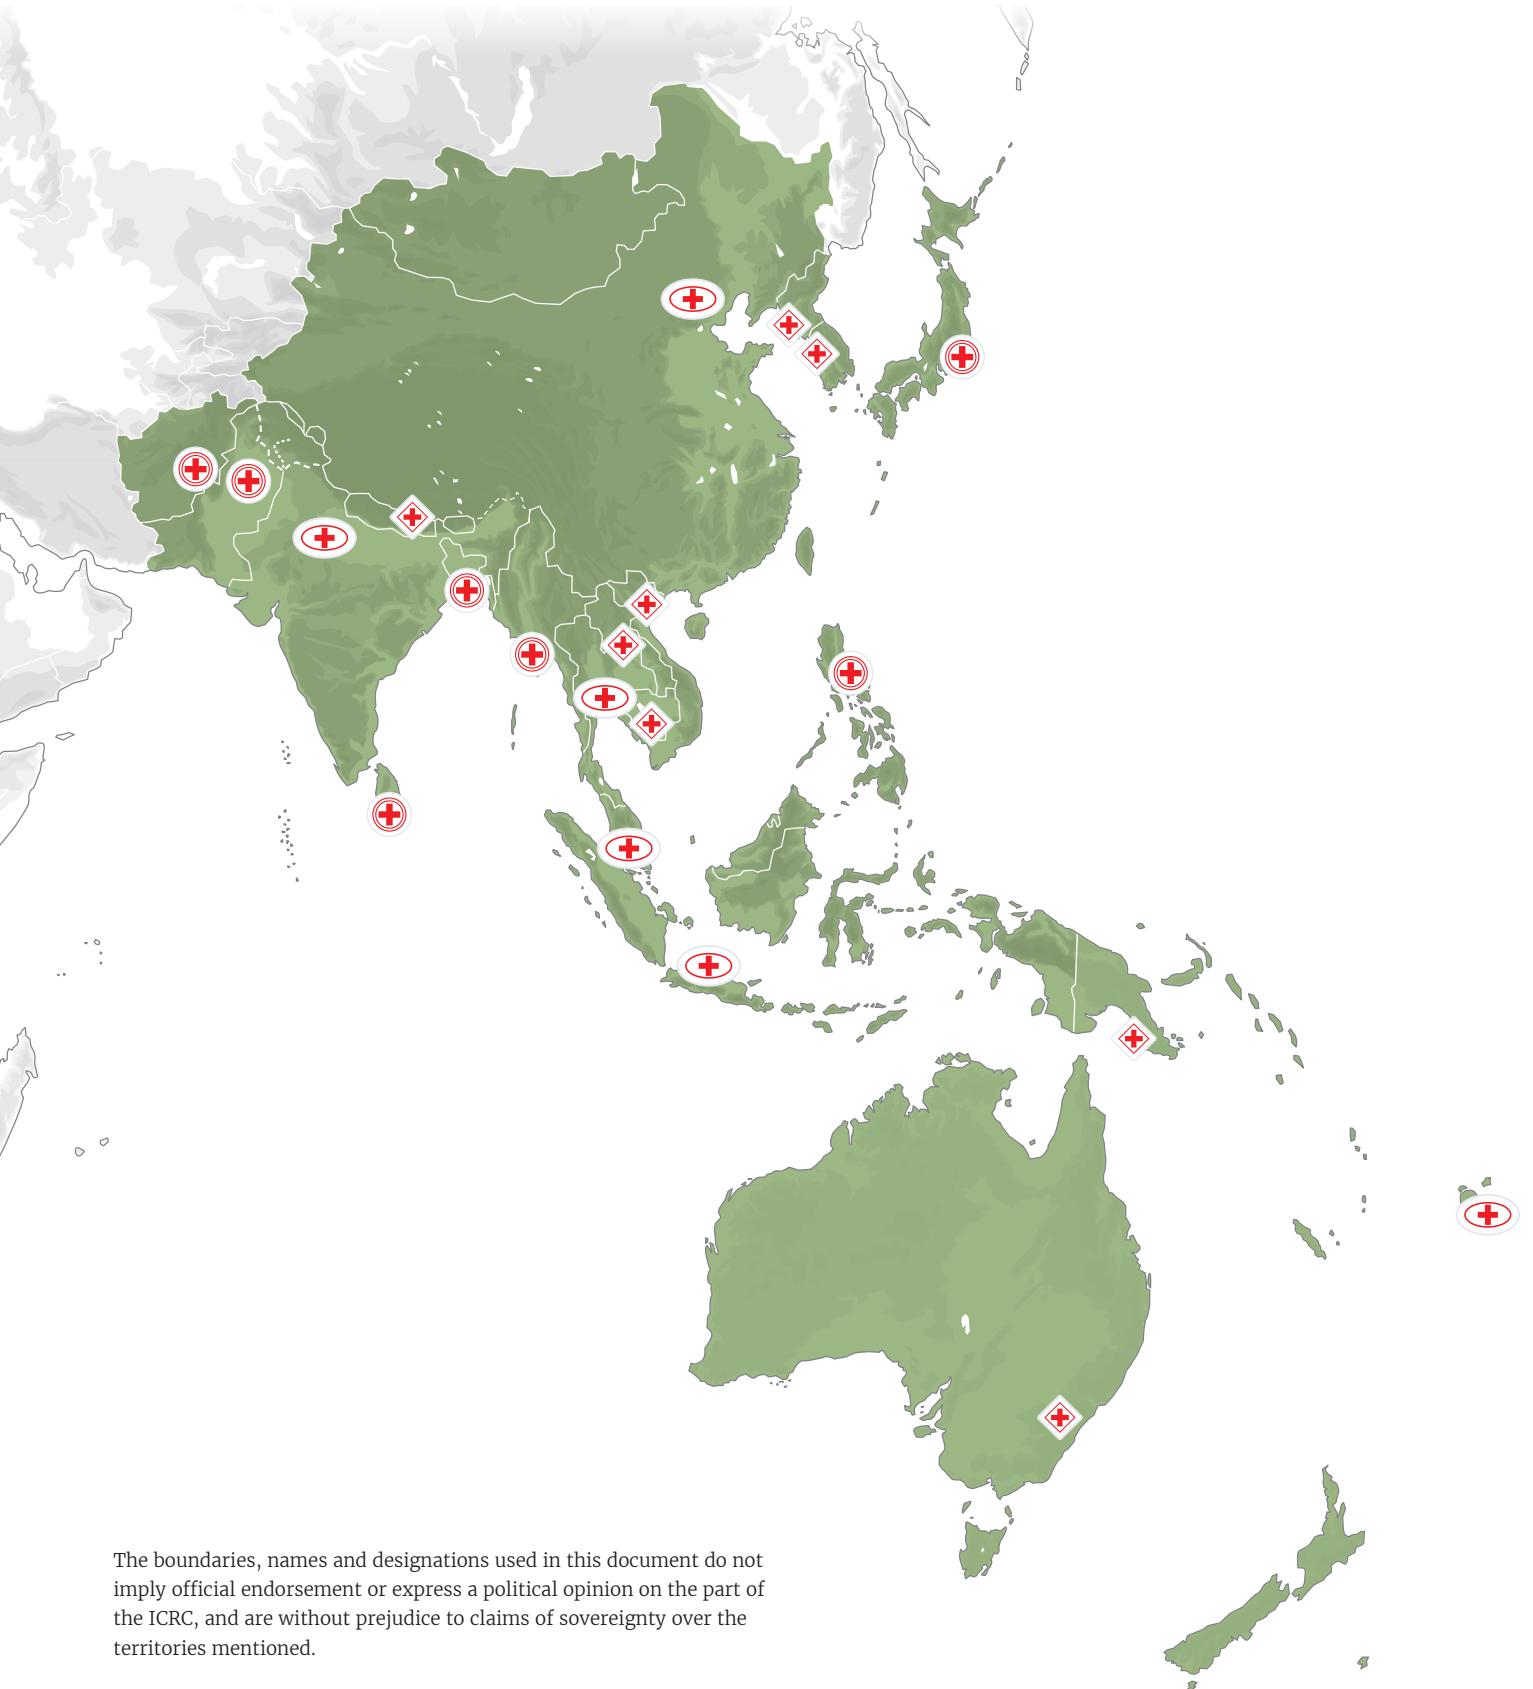 The boundaries, names and designations used in this document do not
imply official endorsement or express a political opinion on the part of
the ICRC, and are without prejudice to claims of sovereignty over the
territories mentioned.